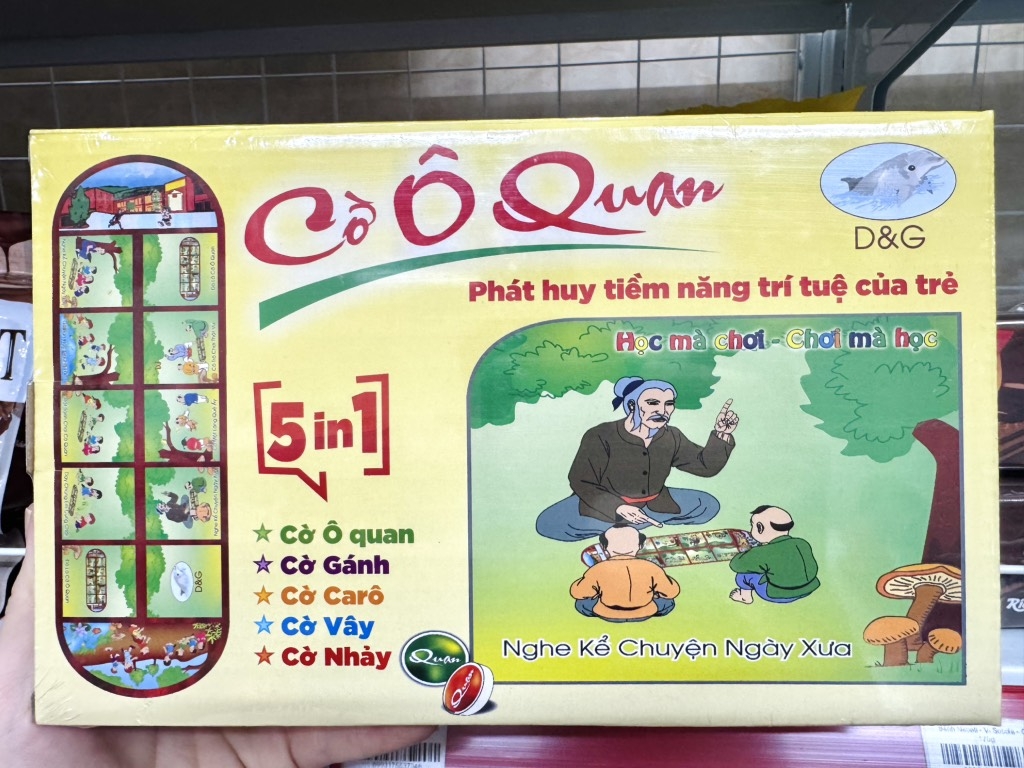 Cờ Ô Quan
D&G
Phát huy tiềm năng trí tuệ của trẻ
Học mà chơi - Chơi mà học
5 in 1
Cờ Ô quan
Cờ Gánh
Cờ Carô
Cờ Vây
Cờ Nhảy
Quan
Quân
Nghe Kể Chuyện Ngày Xưa
D&G